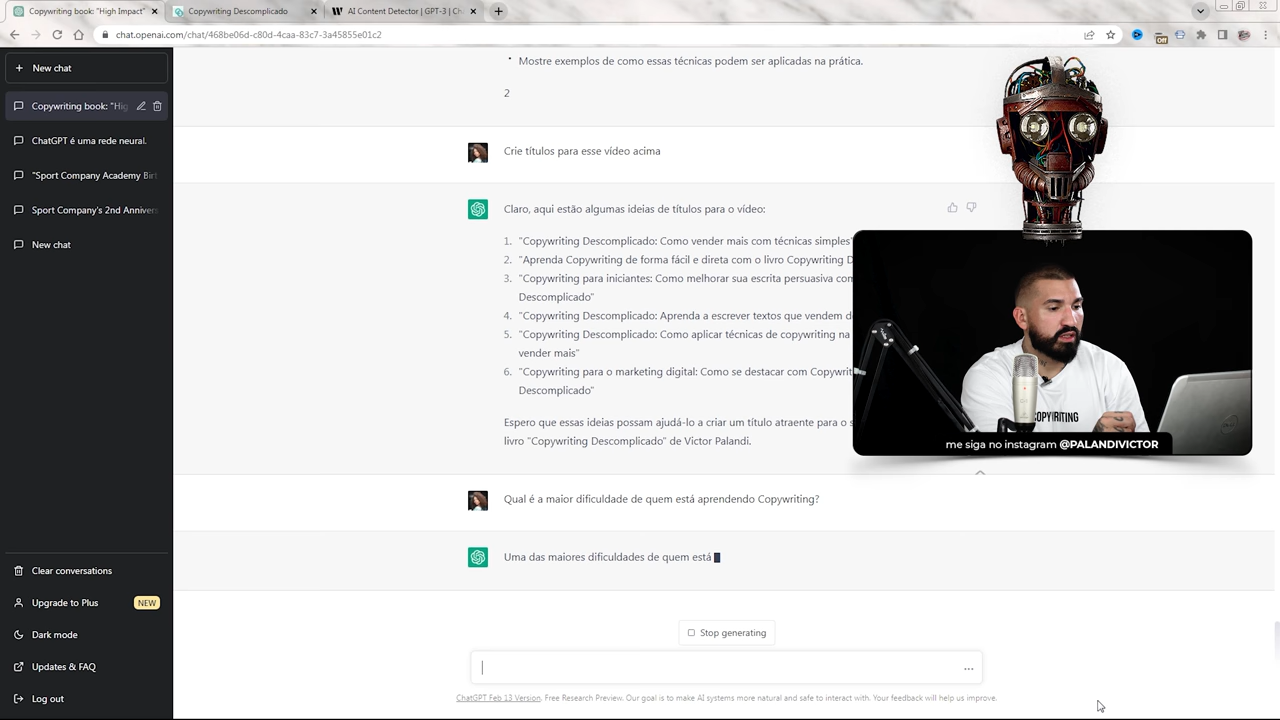 Copywriting book: "High Impact"
Copywriting Descomplicado
AI Content Detector | GPT-3 | Ch
chat.openai.com/chat/468be06d-c80d-4caa-83c7-3a45855e01c2
Off
New chat
Copywriting book: "Hig
ChatGPT é uma rede neural.
"Sport Company Academy Birt
Sport Company's 2nd Annivers
New chat
Clear conversations
Upgrade to Plus NEW
Dark mode
Updates & FAQ
Log out
• Mostre exemplos de como essas técnicas podem ser aplicadas na prática.
2
Crie títulos para esse vídeo acima
Claro, aqui estão algumas ideias de títulos para o vídeo:
1. "Copywriting Descomplicado: Como vender mais com técnicas simples"
2. "Aprenda Copywriting de forma fácil e direta com o livro Copywriting D
3. "Copywriting para iniciantes: Como melhorar sua escrita persuasiva com
Descomplicado"
4. "Copywriting Descomplicado: Aprenda a escrever textos que vendem d
5. "Copywriting Descomplicado: Como aplicar técnicas de copywriting na
vender mais"
6. "Copywriting para o marketing digital: Como se destacar com Copywrit
Descomplicado"
Espero que essas ideias possam ajudá-lo a criar um título atraente para o s
livro "Copywriting Descomplicado" de Victor Palandi.
COPYWRITING
me siga no instagram @PALANDIVICTOR
Qual é a maior dificuldade de quem está aprendendo Copywriting?
Uma das maiores dificuldades de quem está
Stop generating
ChatGPT Feb 13 Version. Free Research Preview. Our goal is to make AI systems more natural and safe to interact with. Your feedback will help us improve.